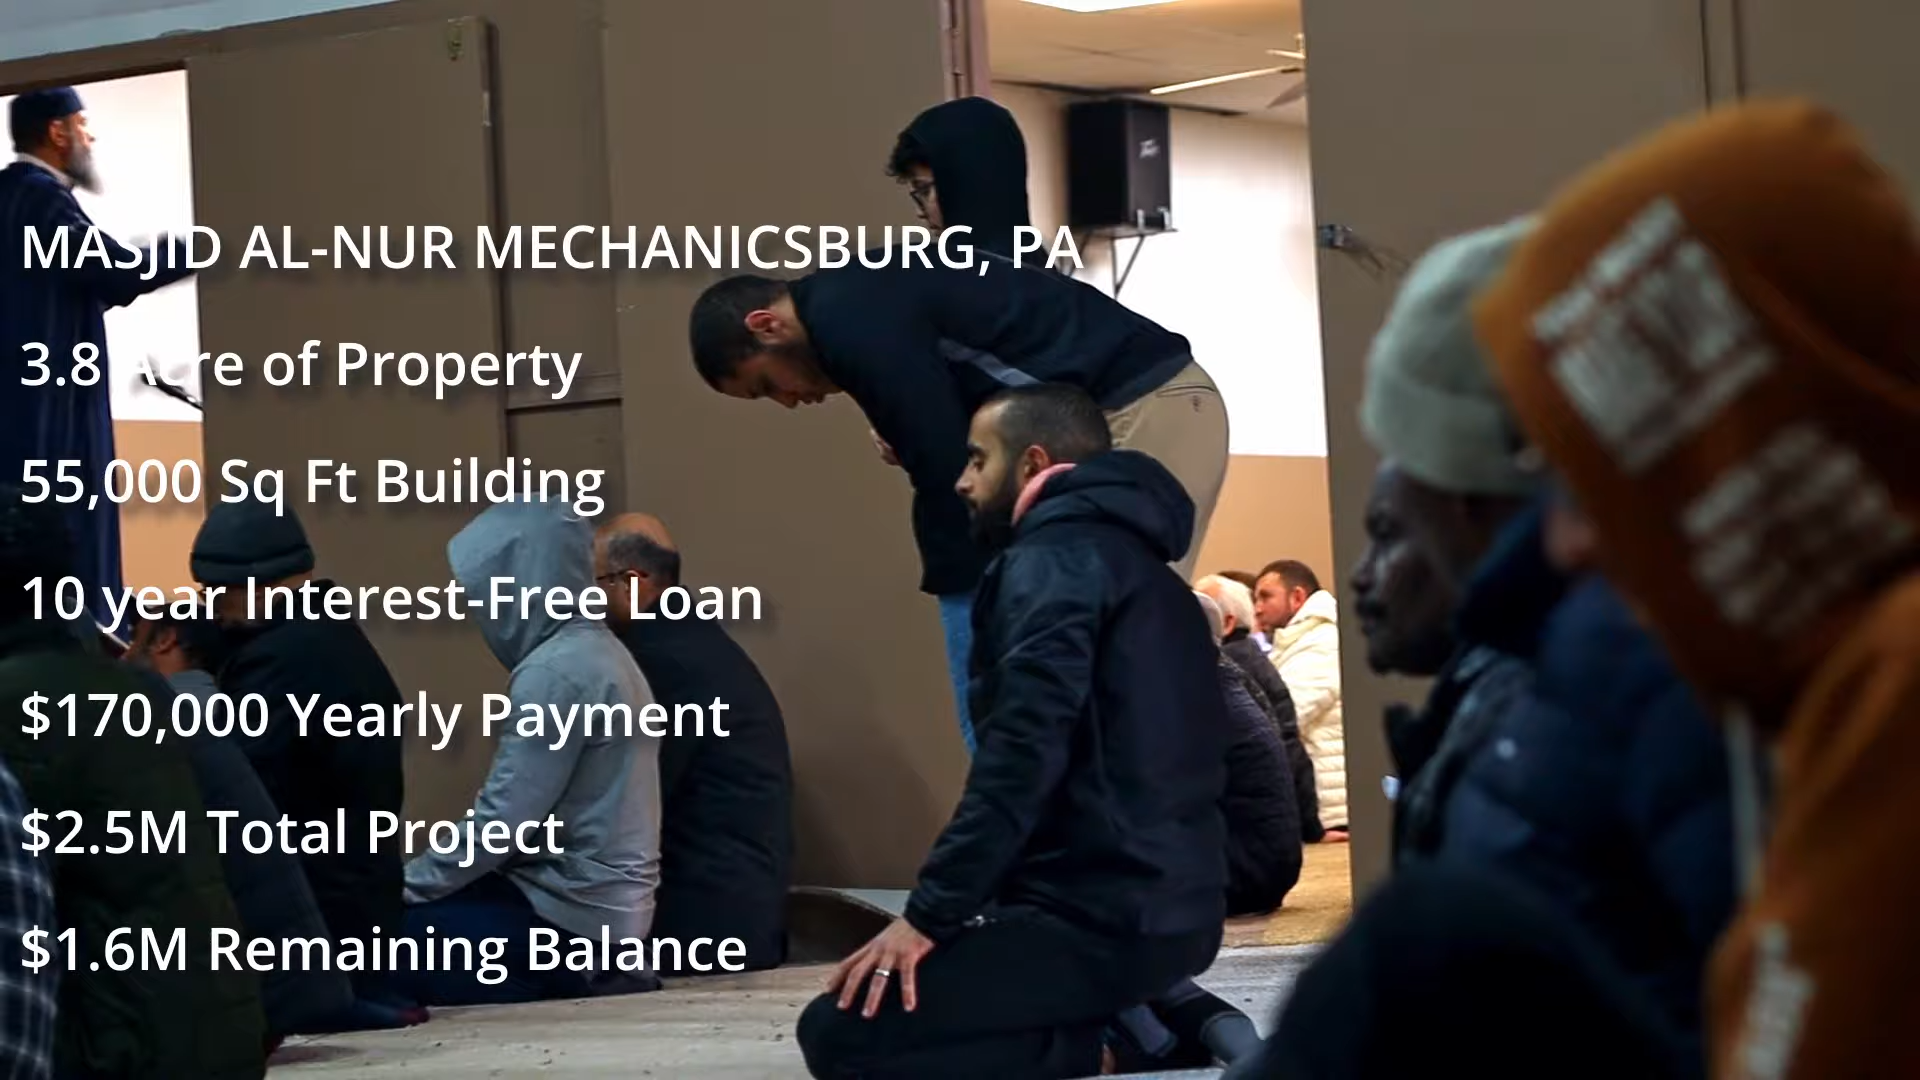 MASJID AL-NUR MECHANICSBURG, PA
3.8 Acre of Property
55,000 Sq Ft Building
10 year Interest-Free Loan
$170,000 Yearly Payment
$2.5M Total Project
$1.6M Remaining Balance